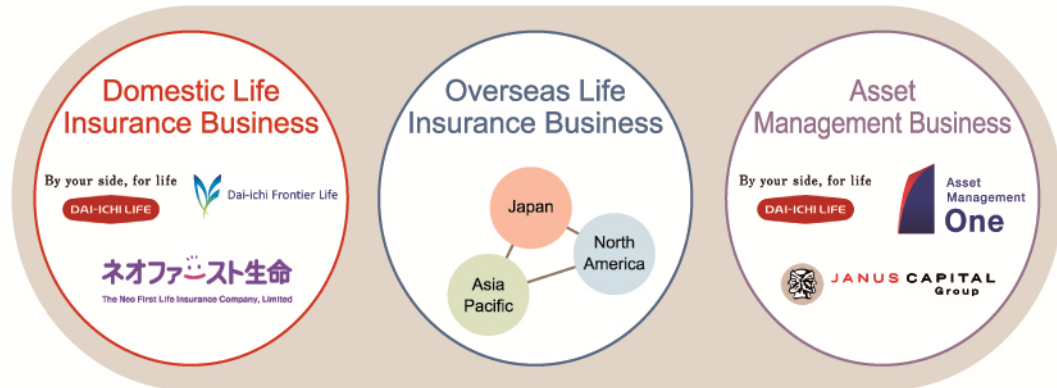 Domestic Life
Insurance Business
By your side, for life
DAI-ICHI LIFE
Dai-ichi Frontier Life
ネオファースト生命
The Neo First Life Insurance Company, Limited
Overseas Life
Insurance Business
Japan
North
America
Asia
Pacific
Asset
Management Business
By your side, for life
DAI-ICHI LIFE
Asset
Management
One
JANUS CAPITAL
Group